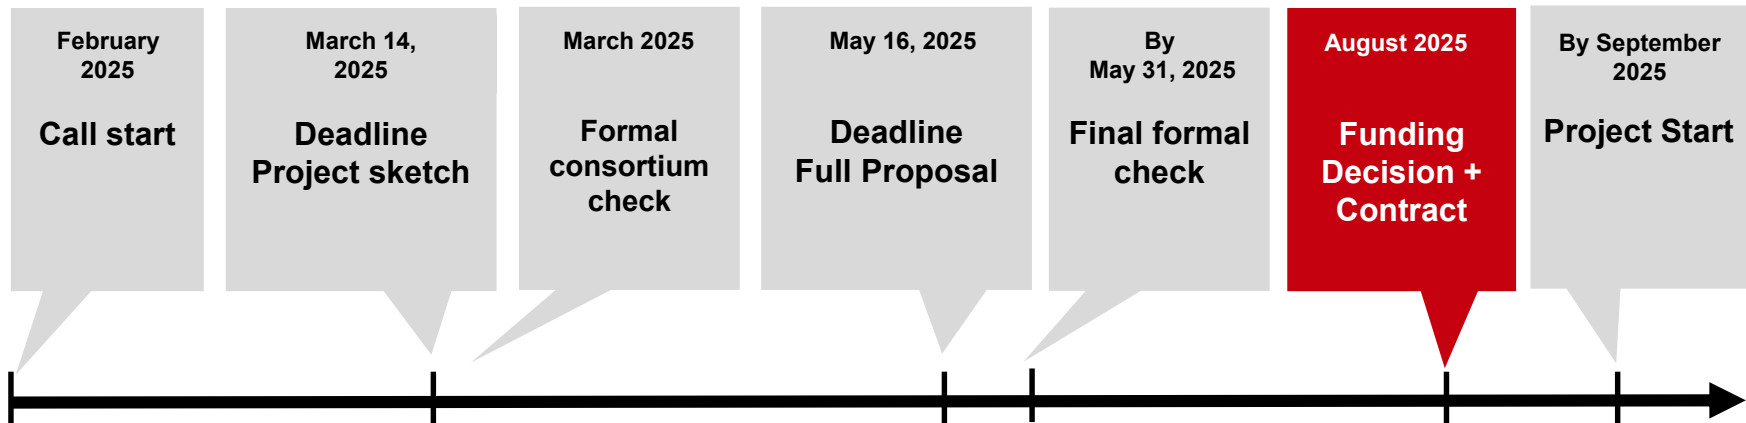 February
2025
Call start
March 14,
2025
Deadline
Project sketch
March 2025
Formal
consortium
check
May 16, 2025
Deadline
Full Proposal
By
May 31, 2025
Final formal
check
August 2025
Funding
Decision +
Contract
By September
2025
Project Start